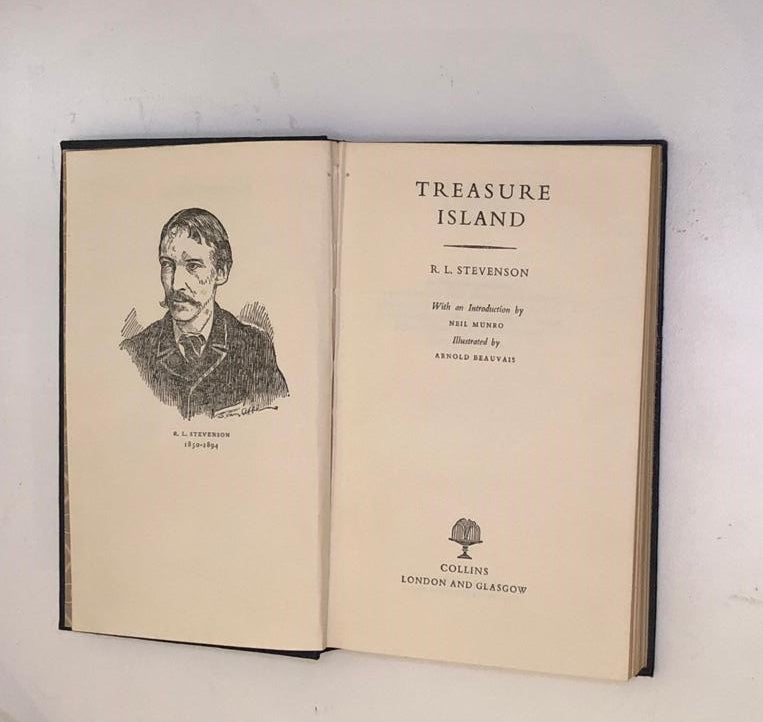 R. L. STEVENSON
1850-1894
TREASURE
ISLAND
R. L. STEVENSON
With an Introduction by
NEIL MUNRO
Illustrated by
ARNOLD BEAUVAIS
COLLINS
LONDON AND GLASGOW